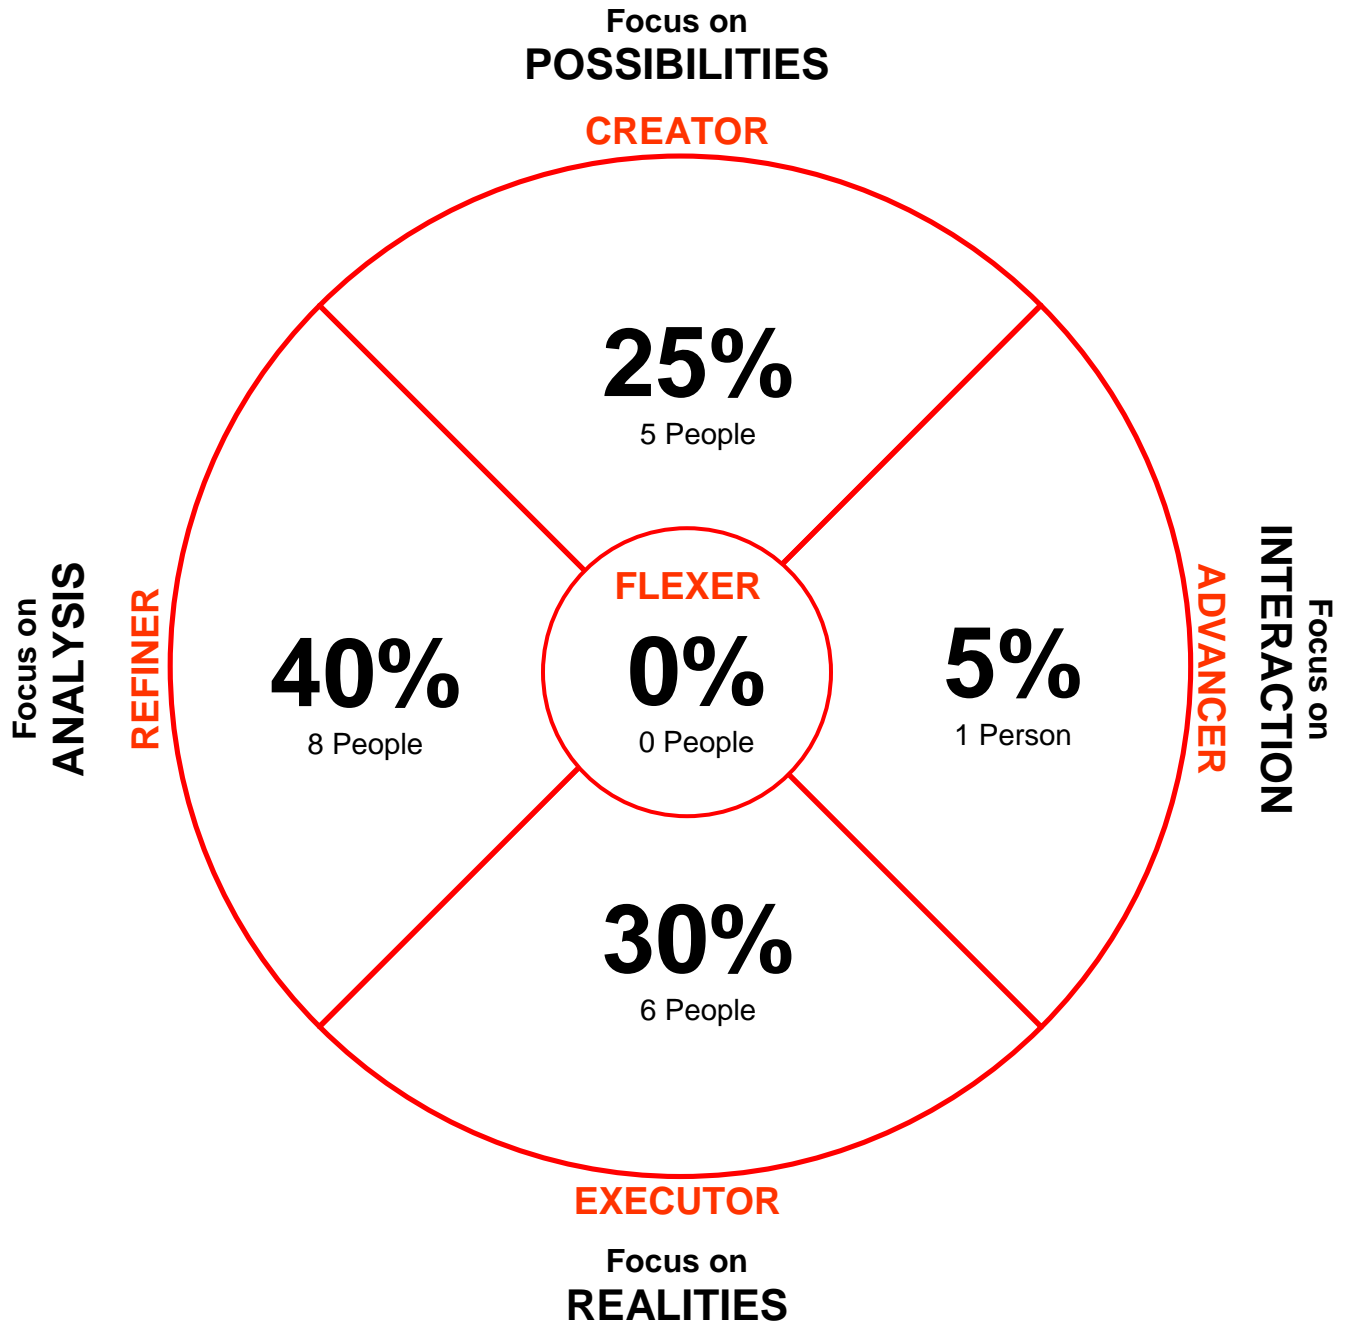 Focus on
POSSIBILITIES
CREATOR
25%
5 People
Focus on
ANALYSIS
REFINER
40%
8 People
FLEXER
0%
0 People
5%
1 Person
ADVANCER
Focus on
INTERACTION
30%
6 People
EXECUTOR
Focus on
REALITIES